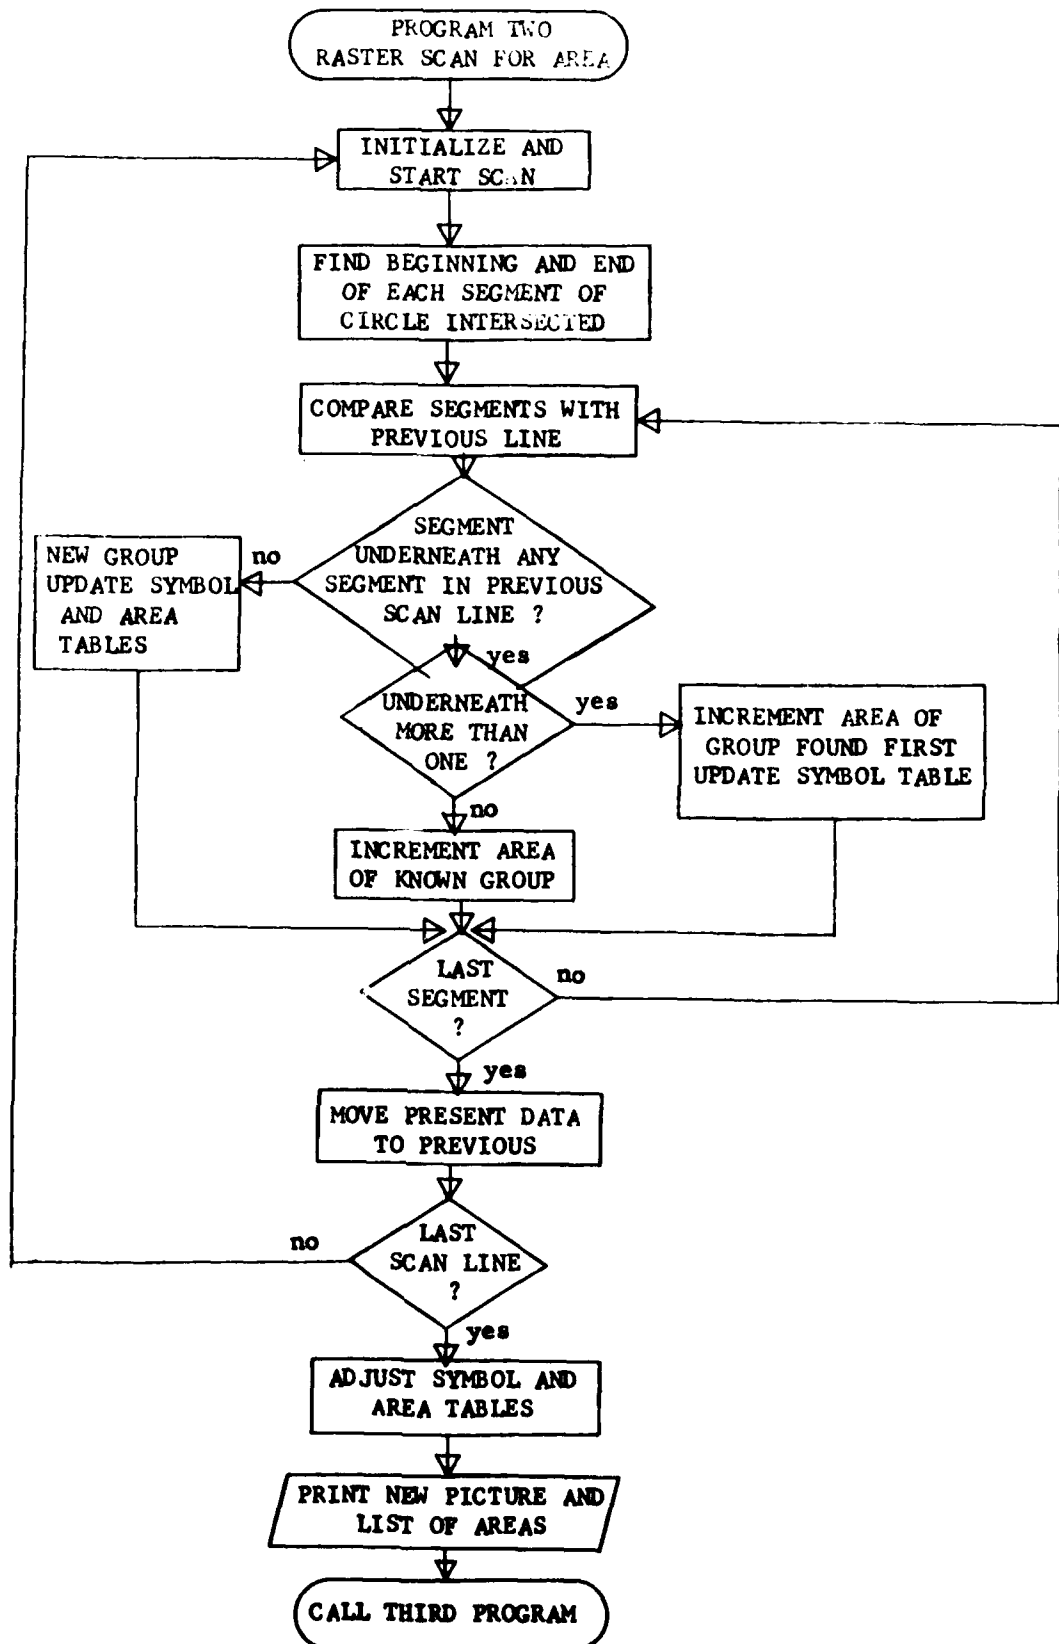 PROGRAM TWO
RASTER SCAN FOR AREA
INITIALIZE AND
START SCAN
FIND BEGINNING AND END
OF EACH SEGMENT OF
CIRCLE INTERSECTED
COMPARE SEGMENTS WITH
PREVIOUS LINE
SEGMENT
UNDERNEATH ANY
SEGMENT IN PREVIOUS
SCAN LINE ?
no
NEW GROUP
UPDATE SYMBOL
AND AREA
TABLES
yes
UNDERNEATH
MORE THAN
ONE ?
yes
INCREMENT AREA OF
GROUP FOUND FIRST
UPDATE SYMBOL TABLE
no
INCREMENT AREA
OF KNOWN GROUP
LAST
SEGMENT
?
no
yes
MOVE PRESENT DATA
TO PREVIOUS
LAST
SCAN LINE
?
no
yes
ADJUST SYMBOL AND
AREA TABLES
PRINT NEW PICTURE AND
LIST OF AREAS
CALL THIRD PROGRAM